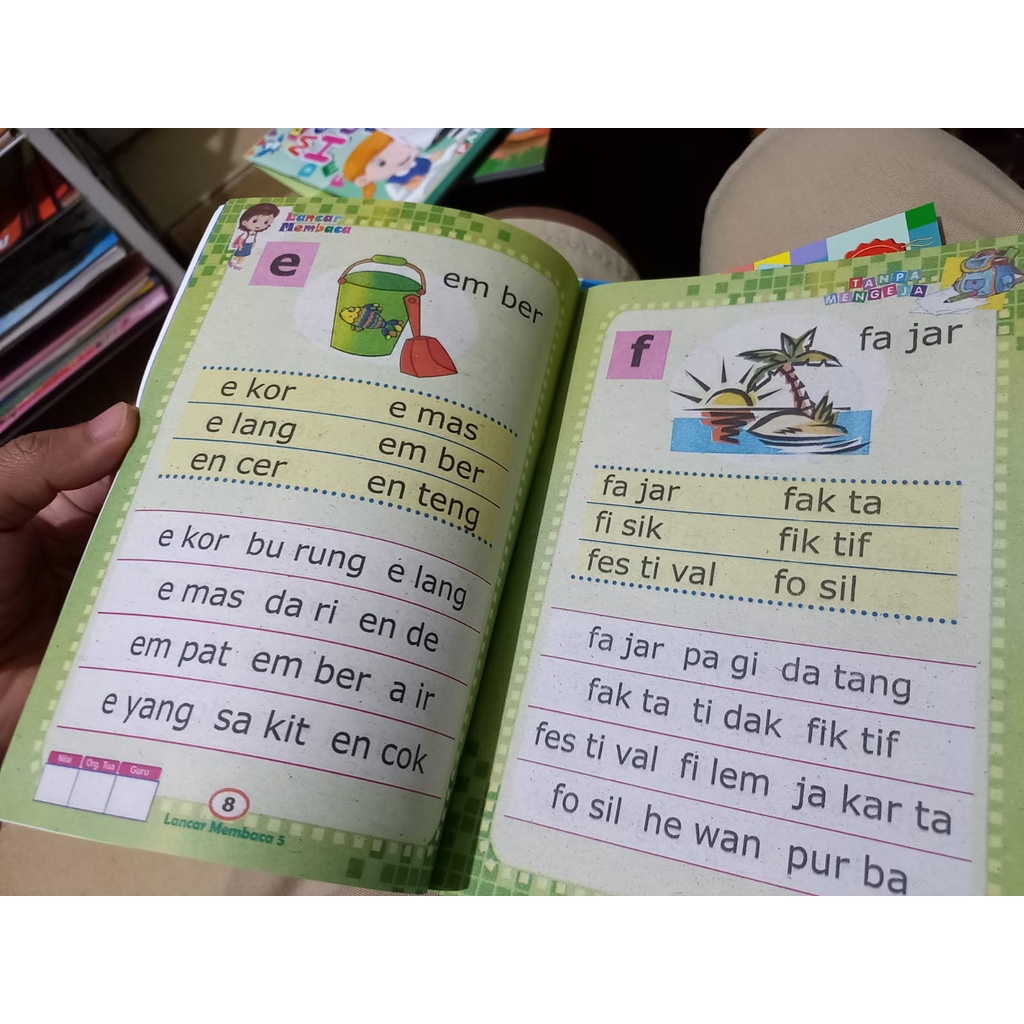 Lancar
Membaca
e
em ber
e kor e mas
e lang em ber
en cer en teng
e kor bu rung e lang
e mas da ri en de
em pat em ber a ir
e yang sa kit en cok
Nilai Org. Tua Guru
8
Lancar Membaca 5
TANPA
MENGEJA
f
fa jar
fa jar fak ta
fi sik fik tif
fes ti val fo sil
fa jar pa gi da tang
fak ta ti dak fik tif
fes ti val fi lem ja kar ta
fo sil he wan pur ba